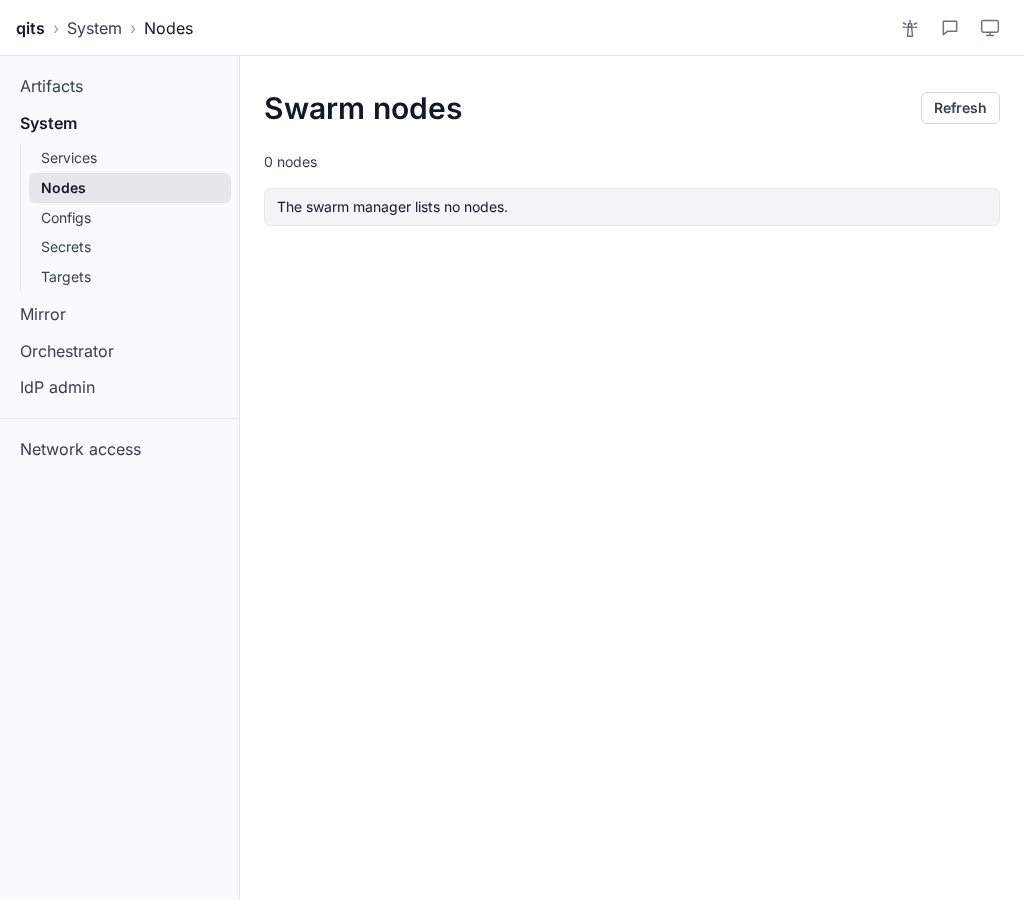 qits › System › Nodes
Artifacts
System
Services
Nodes
Configs
Secrets
Targets
Mirror
Orchestrator
IdP admin
Network access
Swarm nodes
Refresh
0 nodes
The swarm manager lists no nodes.